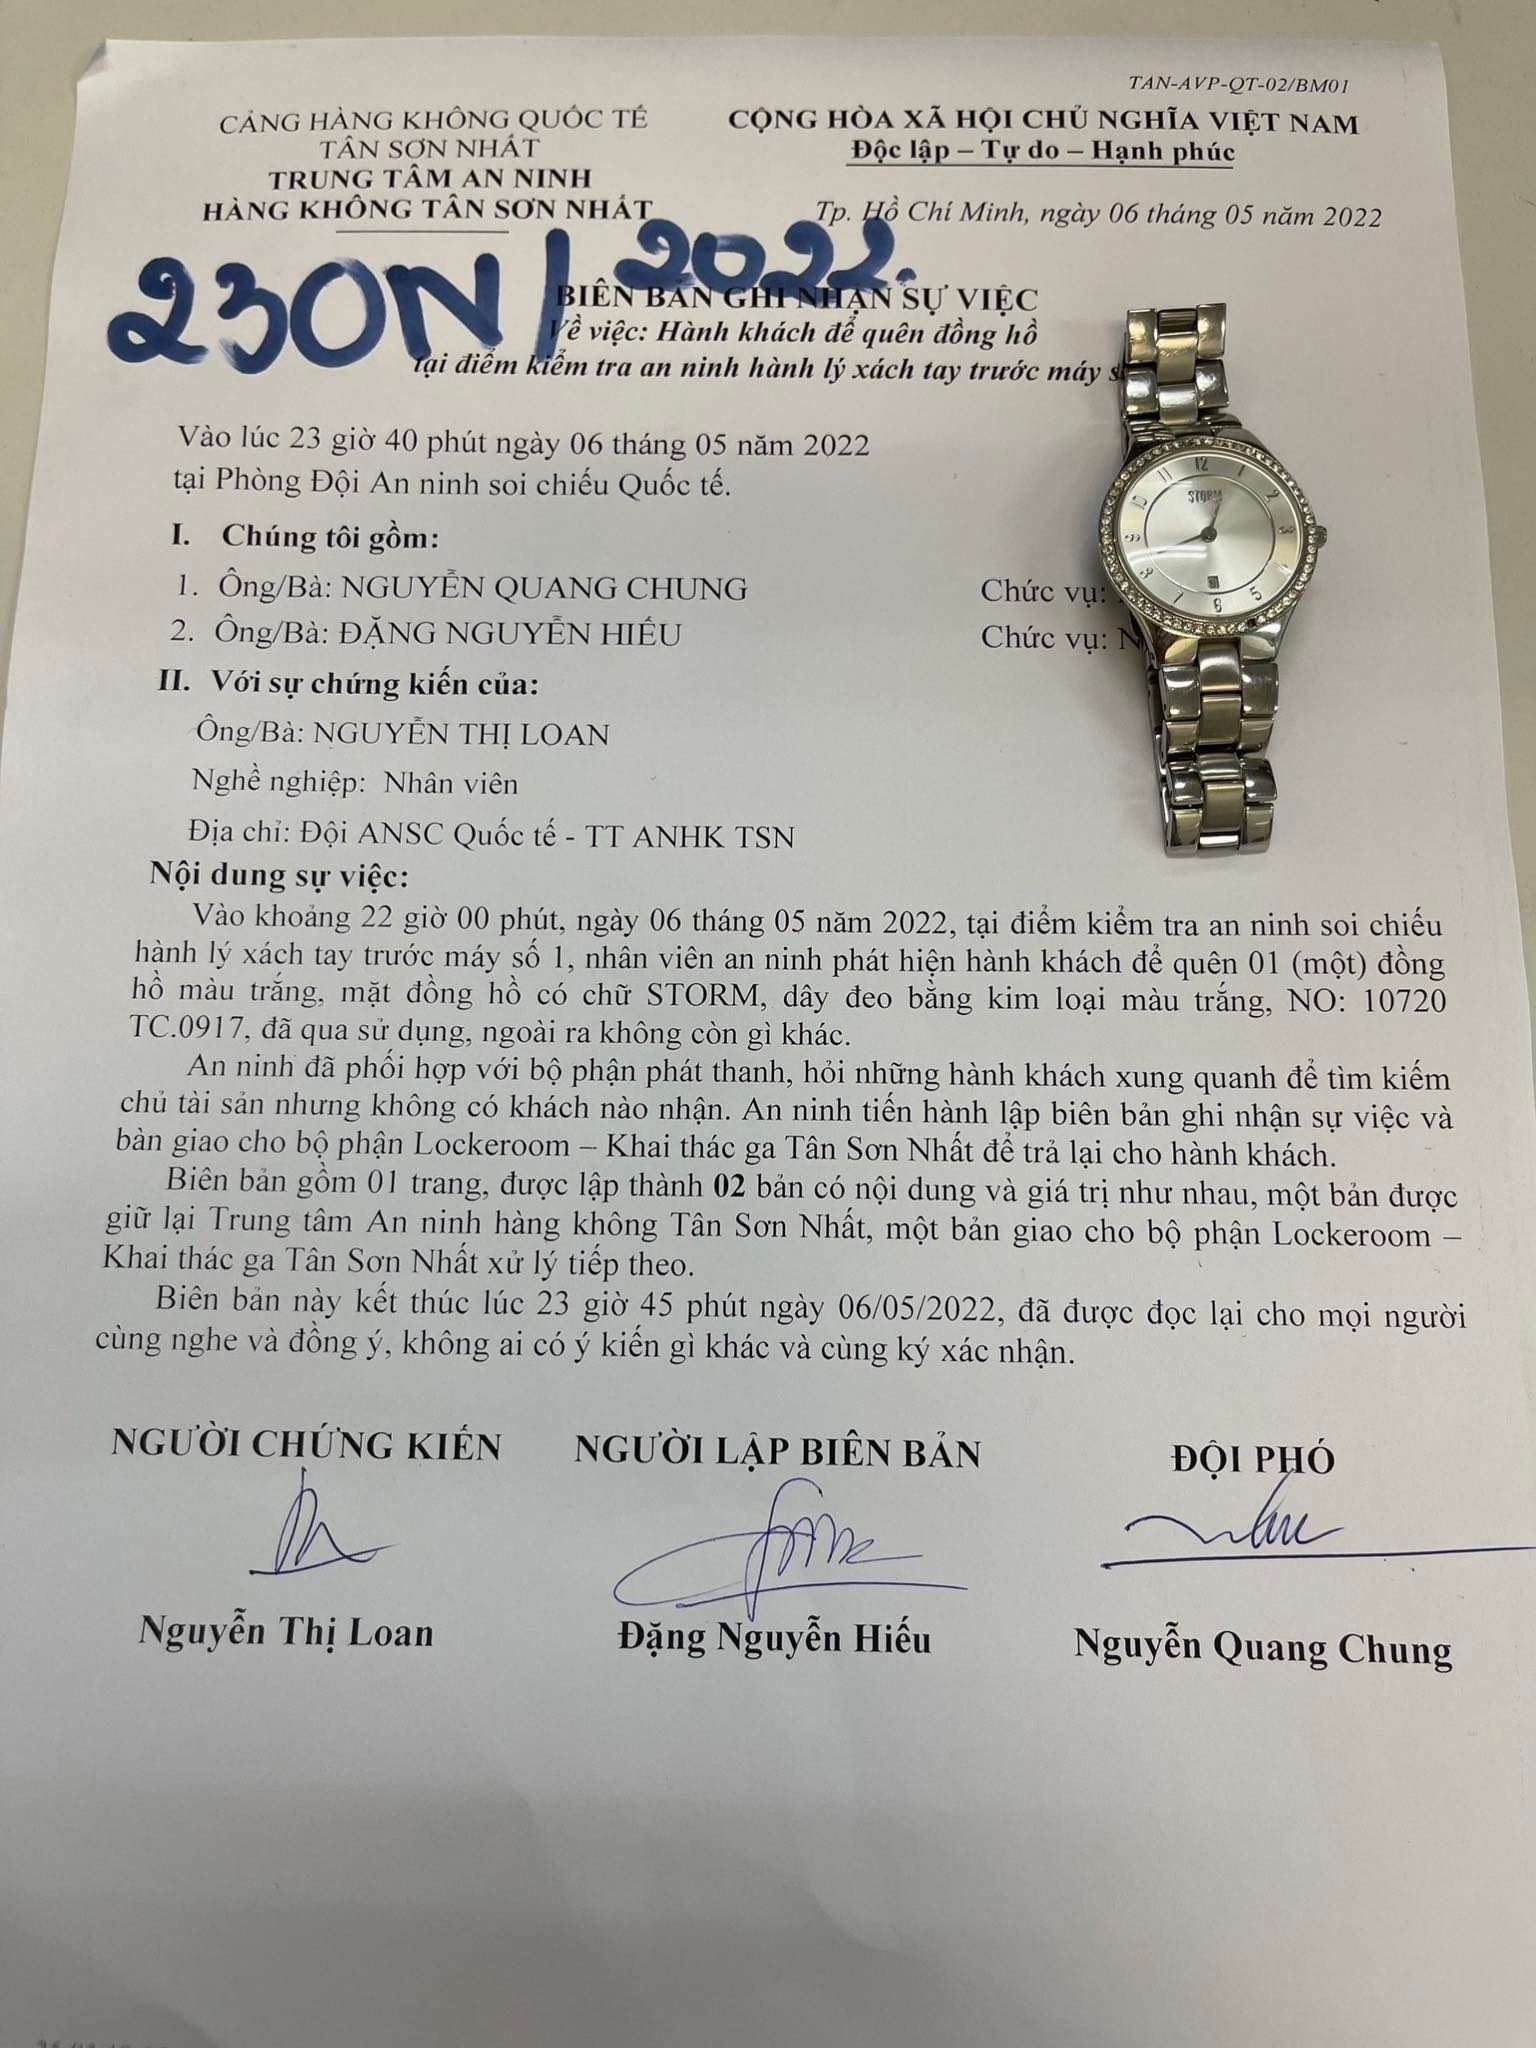 TAN-AVP-QT-02/BM01
CẢNG HÀNG KHÔNG QUỐC TẾ
TÂN SƠN NHẤT
TRUNG TÂM AN NINH
HÀNG KHÔNG TÂN SƠN NHẤT
CỘNG HÒA XÃ HỘI CHỦ NGHĨA VIỆT NAM
Độc lập – Tự do – Hạnh phúc
Tp. Hồ Chí Minh, ngày 06 tháng 05 năm 2022
230N/2022.
BIÊN BẢN GHI NHẬN SỰ VIỆC
Về việc: Hành khách để quên đồng hồ
tại điểm kiểm tra an ninh hành lý xách tay trước máy
Vào lúc 23 giờ 40 phút ngày 06 tháng 05 năm 2022
tại Phòng Đội An ninh soi chiếu Quốc tế.
I. Chúng tôi gồm:
1. Ông/Bà: NGUYỄN QUANG CHUNG Chức vụ:
2. Ông/Bà: ĐẶNG NGUYỄN HIẾU Chức vụ: N
II. Với sự chứng kiến của:
Ông/Bà: NGUYỄN THỊ LOAN
Nghề nghiệp: Nhân viên
Địa chỉ: Đội ANSC Quốc tế - TT ANHK TSN
Nội dung sự việc:
Vào khoảng 22 giờ 00 phút, ngày 06 tháng 05 năm 2022, tại điểm kiểm tra an ninh soi chiếu
hành lý xách tay trước máy số 1, nhân viên an ninh phát hiện hành khách để quên 01 (một) đồng
hồ màu trắng, mặt đồng hồ có chữ STORM, dây đeo bằng kim loại màu trắng, NO: 10720
TC.0917, đã qua sử dụng, ngoài ra không còn gì khác.
An ninh đã phối hợp với bộ phận phát thanh, hỏi những hành khách xung quanh để tìm kiếm
chủ tài sản nhưng không có khách nào nhận. An ninh tiến hành lập biên bản ghi nhận sự việc và
bàn giao cho bộ phận Lockeroom – Khai thác ga Tân Sơn Nhất để trả lại cho hành khách.
Biên bản gồm 01 trang, được lập thành 02 bản có nội dung và giá trị như nhau, một bản được
giữ lại Trung tâm An ninh hàng không Tân Sơn Nhất, một bản giao cho bộ phận Lockeroom –
Khai thác ga Tân Sơn Nhất xử lý tiếp theo.
Biên bản này kết thúc lúc 23 giờ 45 phút ngày 06/05/2022, đã được đọc lại cho mọi người
cùng nghe và đồng ý, không ai có ý kiến gì khác và cùng ký xác nhận.
NGƯỜI CHỨNG KIẾN NGƯỜI LẬP BIÊN BẢN ĐỘI PHÓ
Nguyễn Thị Loan Đặng Nguyễn Hiếu Nguyễn Quang Chung
STORM
12
1
2
5
6
7
8
9
10
11